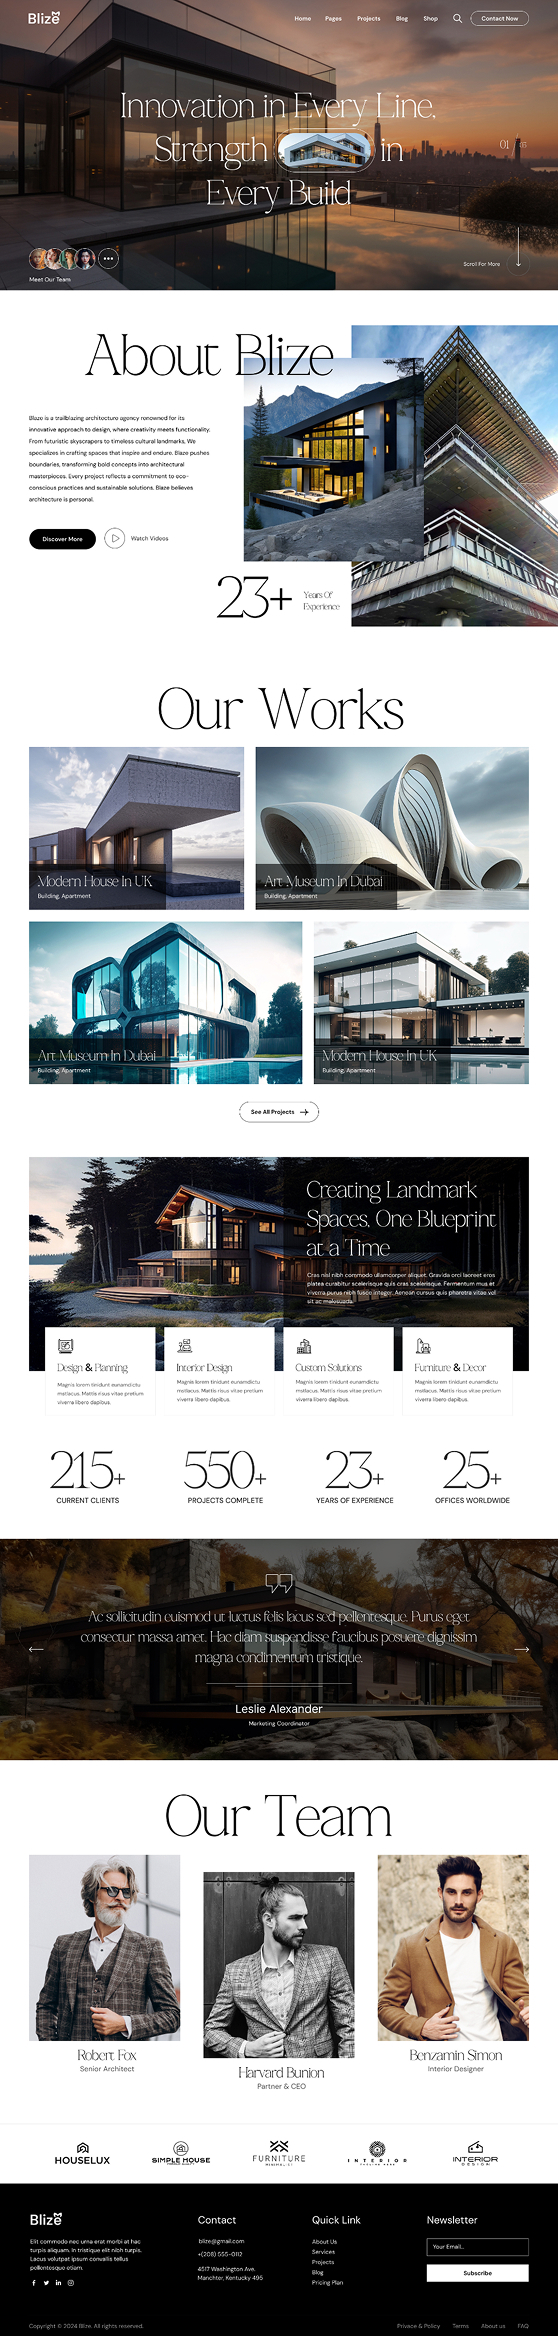 Blize
Home Pages Projects Blog Shop Contact Now
Innovation in Every Line,
Strength in
Every Build
01 / 03
Meet Our Team
Scroll For More
About Blize
Blaze is a trailblazing architecture agency renowned for its
innovative approach to design, where creativity meets functionality.
From futuristic skyscrapers to timeless cultural landmarks, We
specializes in crafting spaces that inspire and endure. Blaze pushes
boundaries, transforming bold concepts into architectural
masterpieces. Every project reflects a commitment to eco-
conscious practices and sustainable solutions. Blaze believes
architecture is personal.
Discover More
Watch Videos
23+ Years Of
Experience
Our Works
Modern House In UK
Building, Apartment
Art Museum In Dubai
Building, Apartment
Art Museum In Dubai
Building, Apartment
Modern House In UK
Building, Apartment
See All Projects
Creating Landmark
Spaces, One Blueprint
at a Time
Cras nisl nibh commodo ullamcorper aliquet. Gravida orci laoreet eros
platea curabitur scelerisque quis cras scelerisque. Fermentum mus et
viverra purus nibh fusce integer. Aenean cursus quis pharetra vitae vel
sit ac malesuada.
Design & Planning
Magnis lorem tinidunt eunamdictu
mstlacus. Mattis risus vitae pretium
viverra libero dapibus.
Interior Design
Magnis lorem tinidunt eunamdictu
mstlacus. Mattis risus vitae pretium
viverra libero dapibus.
Custom Solutions
Magnis lorem tinidunt eunamdictu
mstlacus. Mattis risus vitae pretium
viverra libero dapibus.
Furniture & Decor
Magnis lorem tinidunt eunamdictu
mstlacus. Mattis risus vitae pretium
viverra libero dapibus.
215+
CURRENT CLIENTS
550+
PROJECTS COMPLETE
23+
YEARS OF EXPERIENCE
25+
OFFICES WORLDWIDE
Ac sollicitudin euismod ut luctus felis lacus sed pellentesque. Purus eget
consectur massa amet. Hac diam suspendisse faucibus posuere dignissim
magna condimentum tristique.
Leslie Alexander
Marketing Coordinator
Our Team
Robert Fox
Senior Architect
Harvard Bunion
Partner & CEO
Benzamin Simon
Interior Designer
HOUSELUX
SIMPLE HOUSE
FURNITURE
INTERIOR
INTERIOR
DESIGN
Blize
Elit commodo nec urna erat morbi at hac
turpis aliquam. In tristique elit nibh turpis.
Lacus volutpat ipsum convallis tellus
pellentesque etiam.
Contact
blize@gmail.com
+(208) 555-0112
4517 Washington Ave.
Manchter, Kentucky 495
Quick Link
About Us
Services
Projects
Blog
Pricing Plan
Newsletter
Your Email..
Subscribe
Copyright © 2024 Blize. All rights reserved.
Privace & Policy Terms About us FAQ